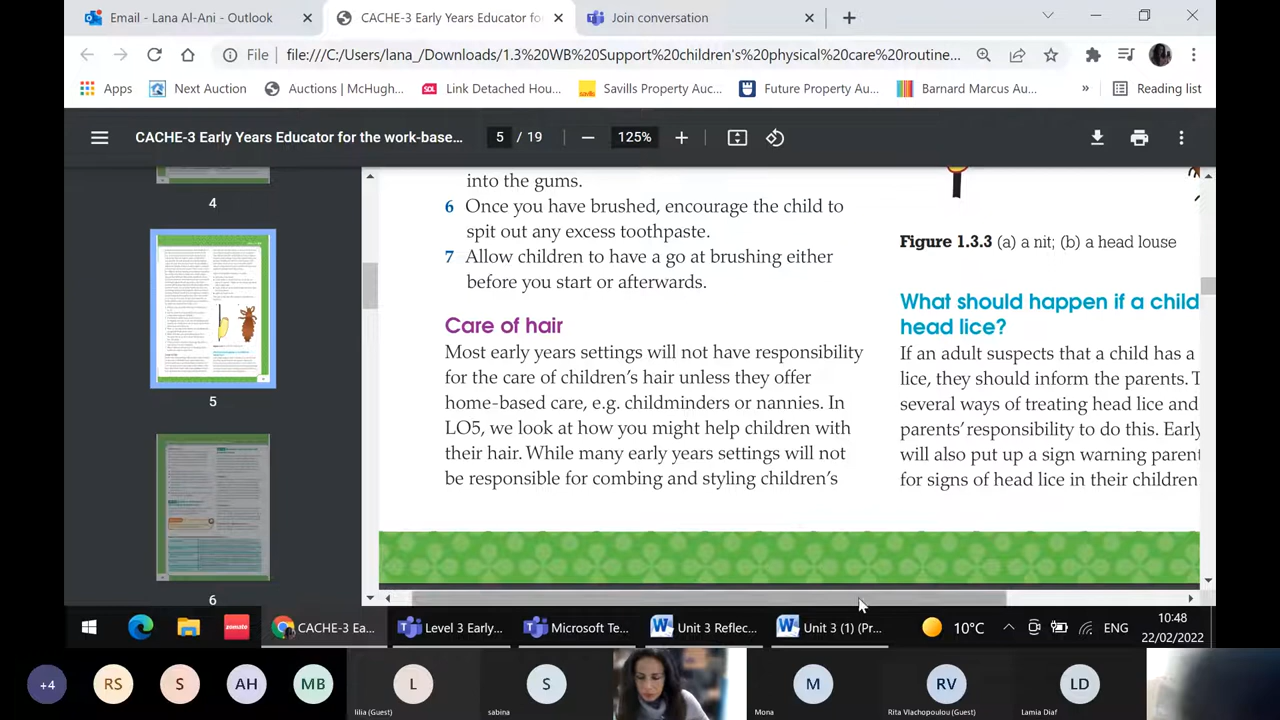 Email - Lana Al-Ani - Outlook
CACHE-3 Early Years Educator fo
Join conversation
File
file:///C:/Users/lana_/Downloads/1.3%20WB%20Support%20children's%20physical%20care%20routine...
Apps
Next Auction
Auctions | McHugh...
SDL
Link Detached Hou...
savills
Savills Property Auc...
Future Property Au...
Barnard Marcus Au...
»
Reading list
CACHE-3 Early Years Educator for the work-base...
5 / 19
125%
4
5
6
into the gums.
6 Once you have brushed, encourage the child to
spit out any excess toothpaste.
7 Allow children to have a go at brushing either
before you start or afterwards.
Care of hair
Most early years settings will not have responsibility
for the care of children's hair unless they offer
home-based care, e.g. childminders or nannies. In
LO5, we look at how you might help children with
their hair. While many early years settings will not
be responsible for combing and styling children's
Figure 1.3.3 (a) a nit; (b) a head louse
What should happen if a child
head lice?
If an adult suspects that a child has a
lice, they should inform the parents. T
several ways of treating head lice and
parents' responsibility to do this. Early
will also put up a sign warning paren
for signs of head lice in their children
zomato
CACHE-3 Ea...
Level 3 Early...
Microsoft Te...
Unit 3 Reflec...
Unit 3 (1) (Pr...
10°C
ENG
10:48
22/02/2022
+4
RS
S
AH
MB
L
lilia (Guest)
S
sabina
M
Mona
RV
Rita Vlachopoulou (Guest)
LD
Lamia Diaf